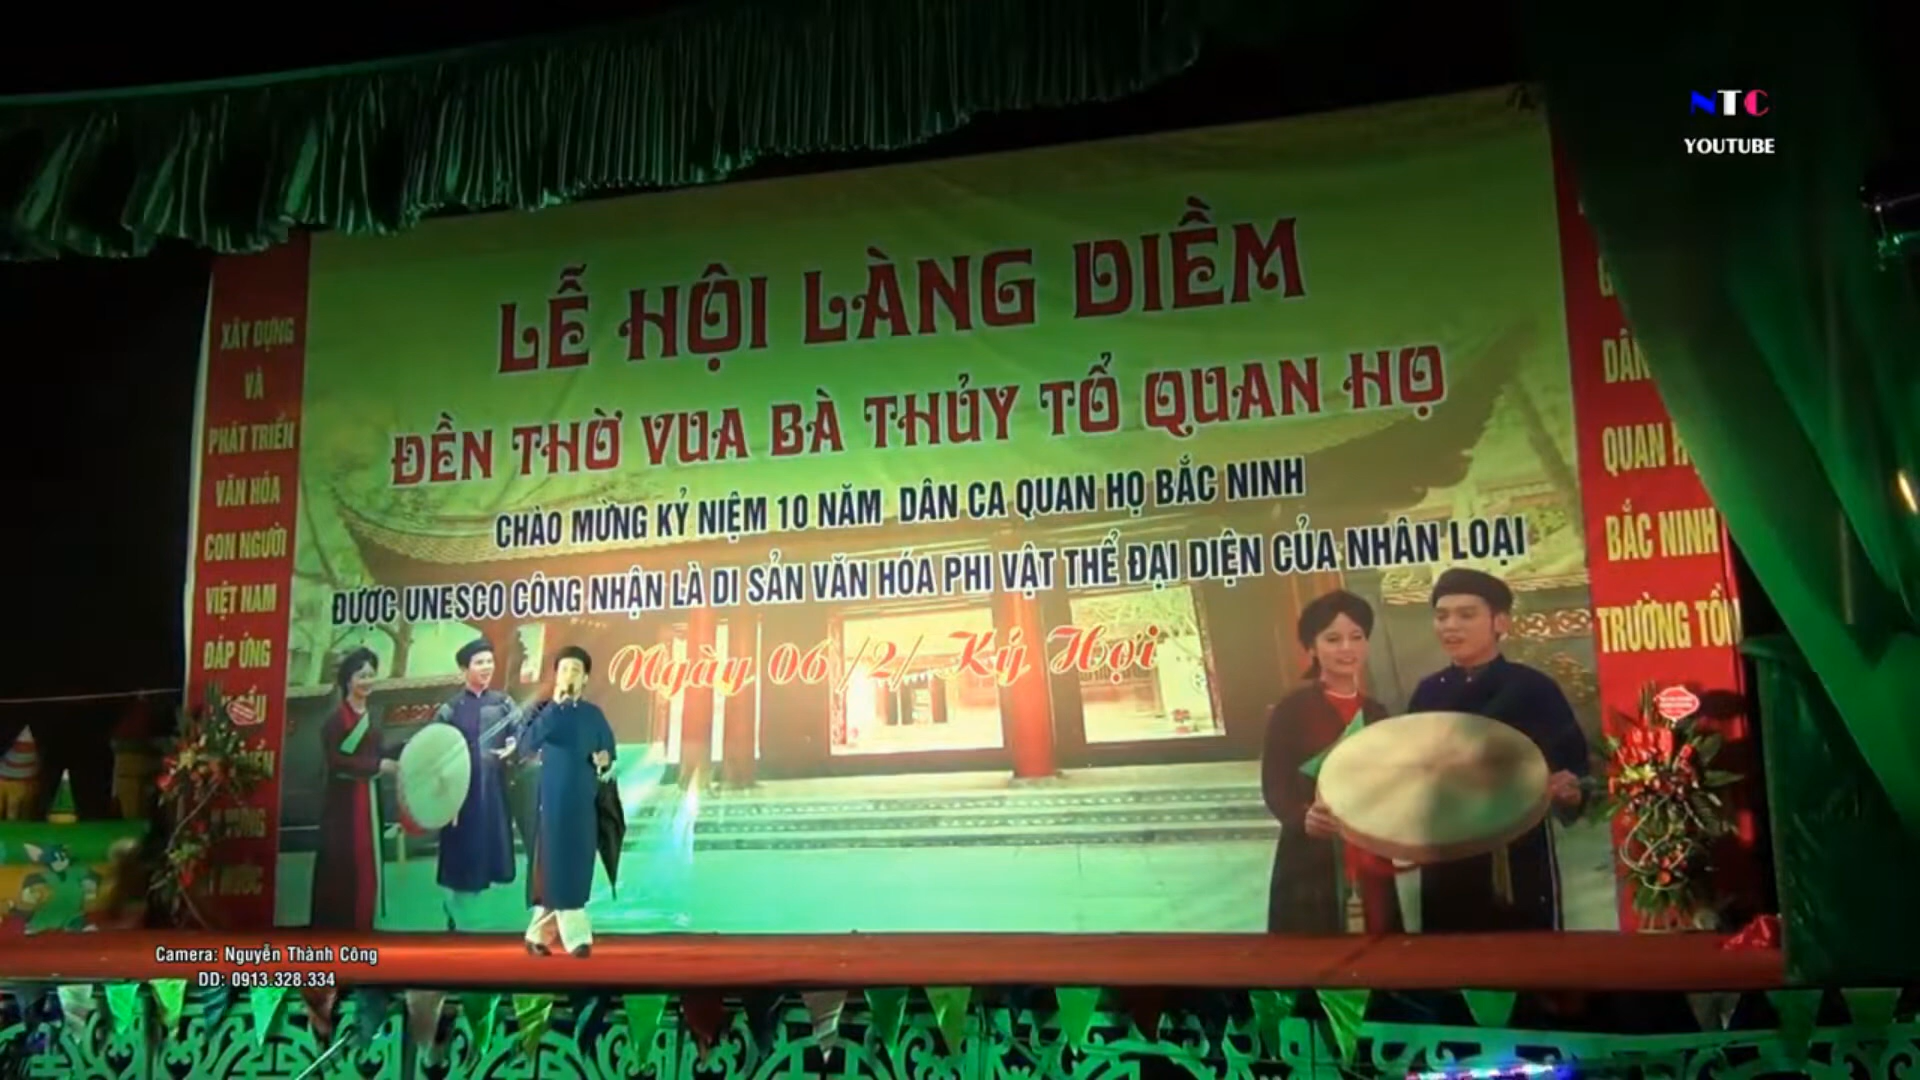 NTC
YOUTUBE
LỄ HỘI LÀNG DIỀM
ĐỀN THỜ VUA BÀ THỦY TỔ QUAN HỌ
CHÀO MỪNG KỶ NIỆM 10 NĂM DÂN CA QUAN HỌ BẮC NINH
ĐƯỢC UNESCO CÔNG NHẬN LÀ DI SẢN VĂN HÓA PHI VẬT THỂ ĐẠI DIỆN CỦA NHÂN LOẠI
Ngày 06/2/ Kỷ Hợi
XÂY DỰNG
VÀ
PHÁT TRIỂN
VĂN HÓA
CON NGƯỜI
VIỆT NAM
ĐÁP ỨNG
DÂN
QUAN
BẮC NINH
TRƯỜNG TỒN
Camera: Nguyễn Thành Công
DD: 0913.328.334